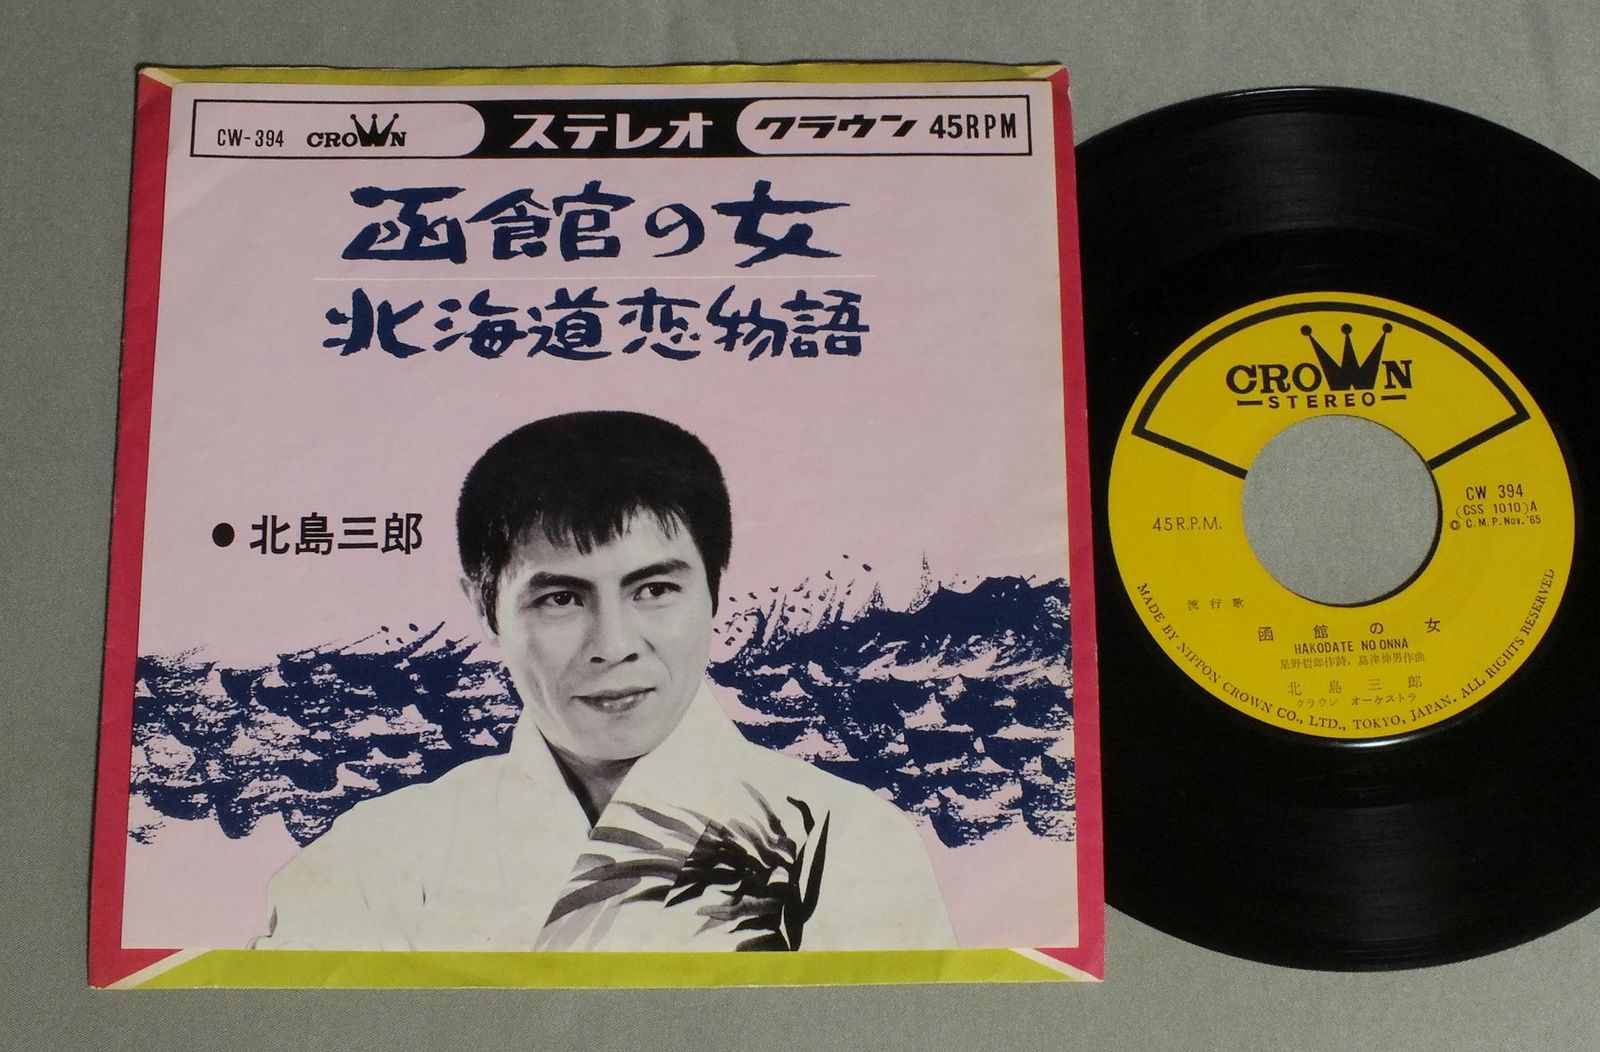 CW-394 CROWN ステレオ クラウン 45RPM
函館の女
北海道恋物語
●北島三郎
CROWN
STEREO
CW 394
(CSS 1010)A
© C.M.P. Nov. '65
45 R.P.M.
流行歌
函館の女
HAKODATE NO ONNA
星野哲郎作詩, 島津伸男作曲
北島三郎
クラウン オーケストラ
MADE BY NIPPON CROWN CO., LTD., TOKYO, JAPAN. ALL RIGHTS RESERVED